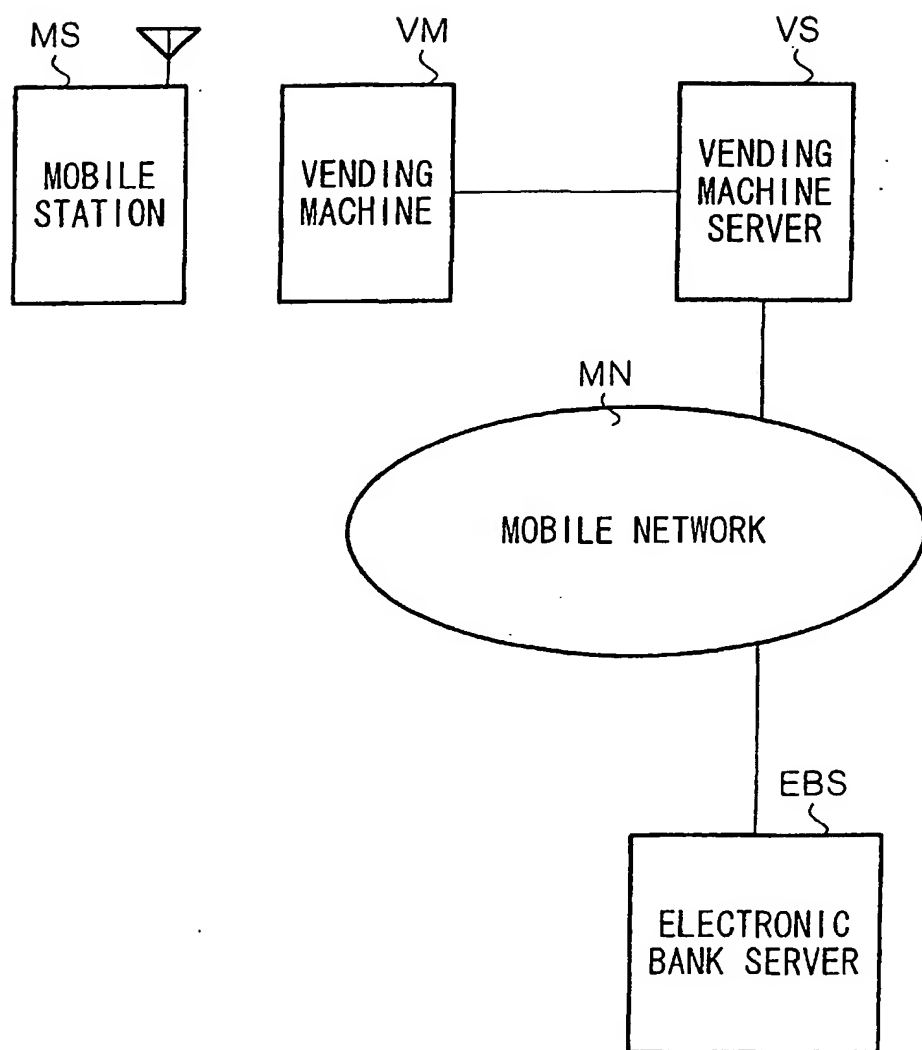 MS
VM
VS
MOBILE
STATION
VENDING
MACHINE
VENDING
MACHINE
SERVER
MN
MOBILE NETWORK
EBS
ELECTRONIC
BANK SERVER